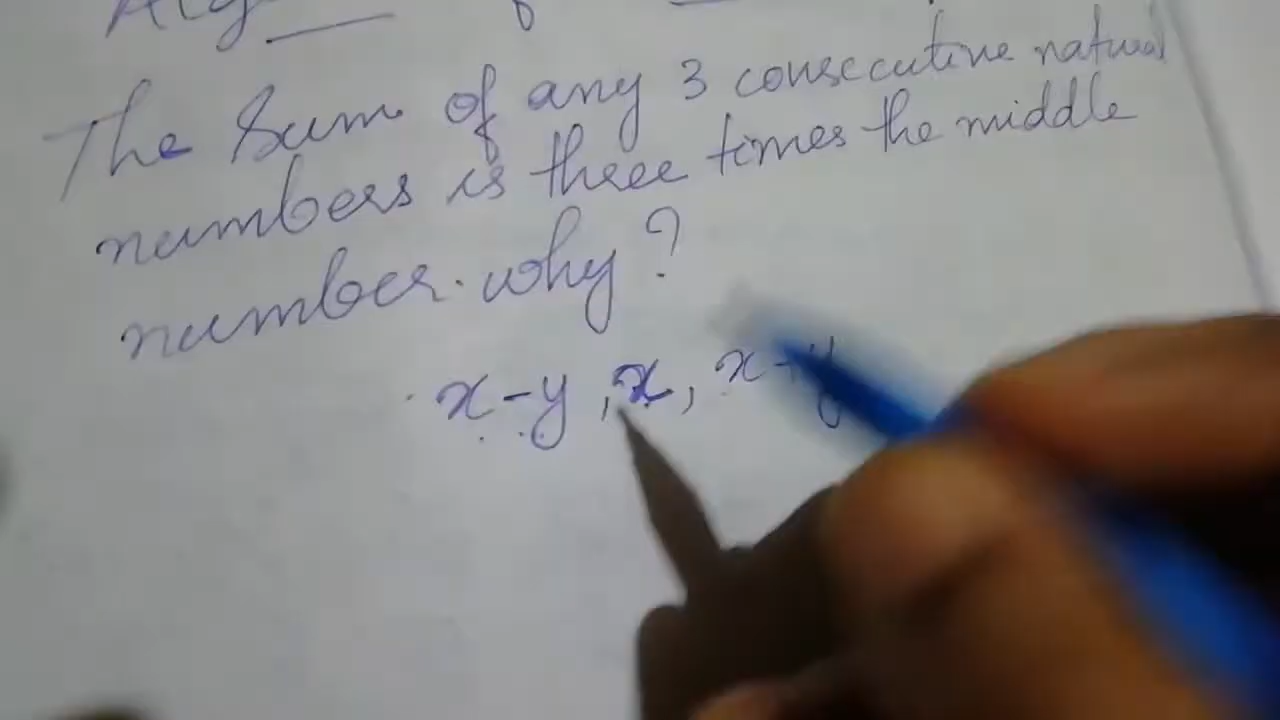 The Sum of any 3 consecutive natural
numbers is three times the middle
number. why?
x-y, x, x+y